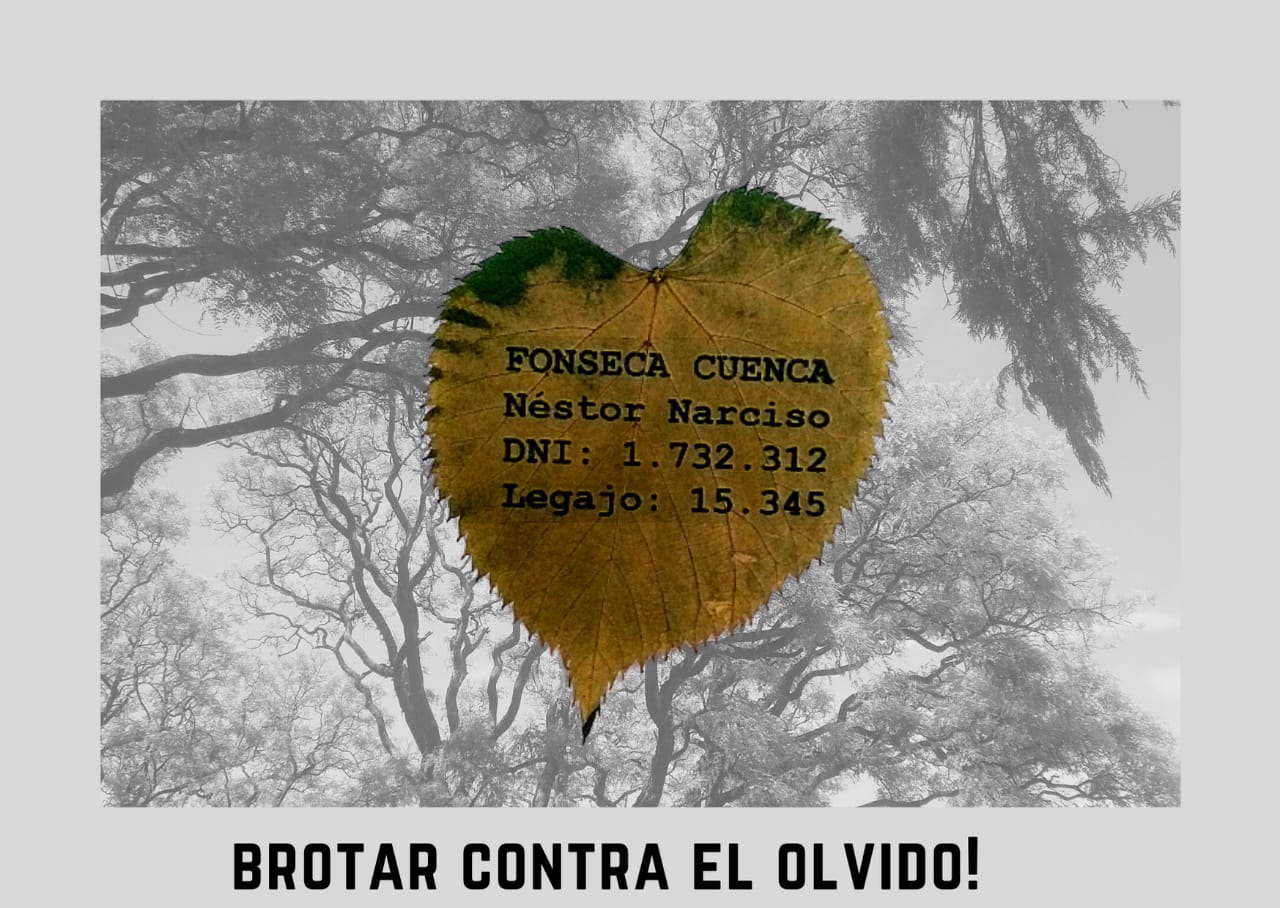 FONSECA CUENCA
Néstor Narciso
DNI: 1.732.312
Legajo: 15.345
BROTAR CONTRA EL OLVIDO!